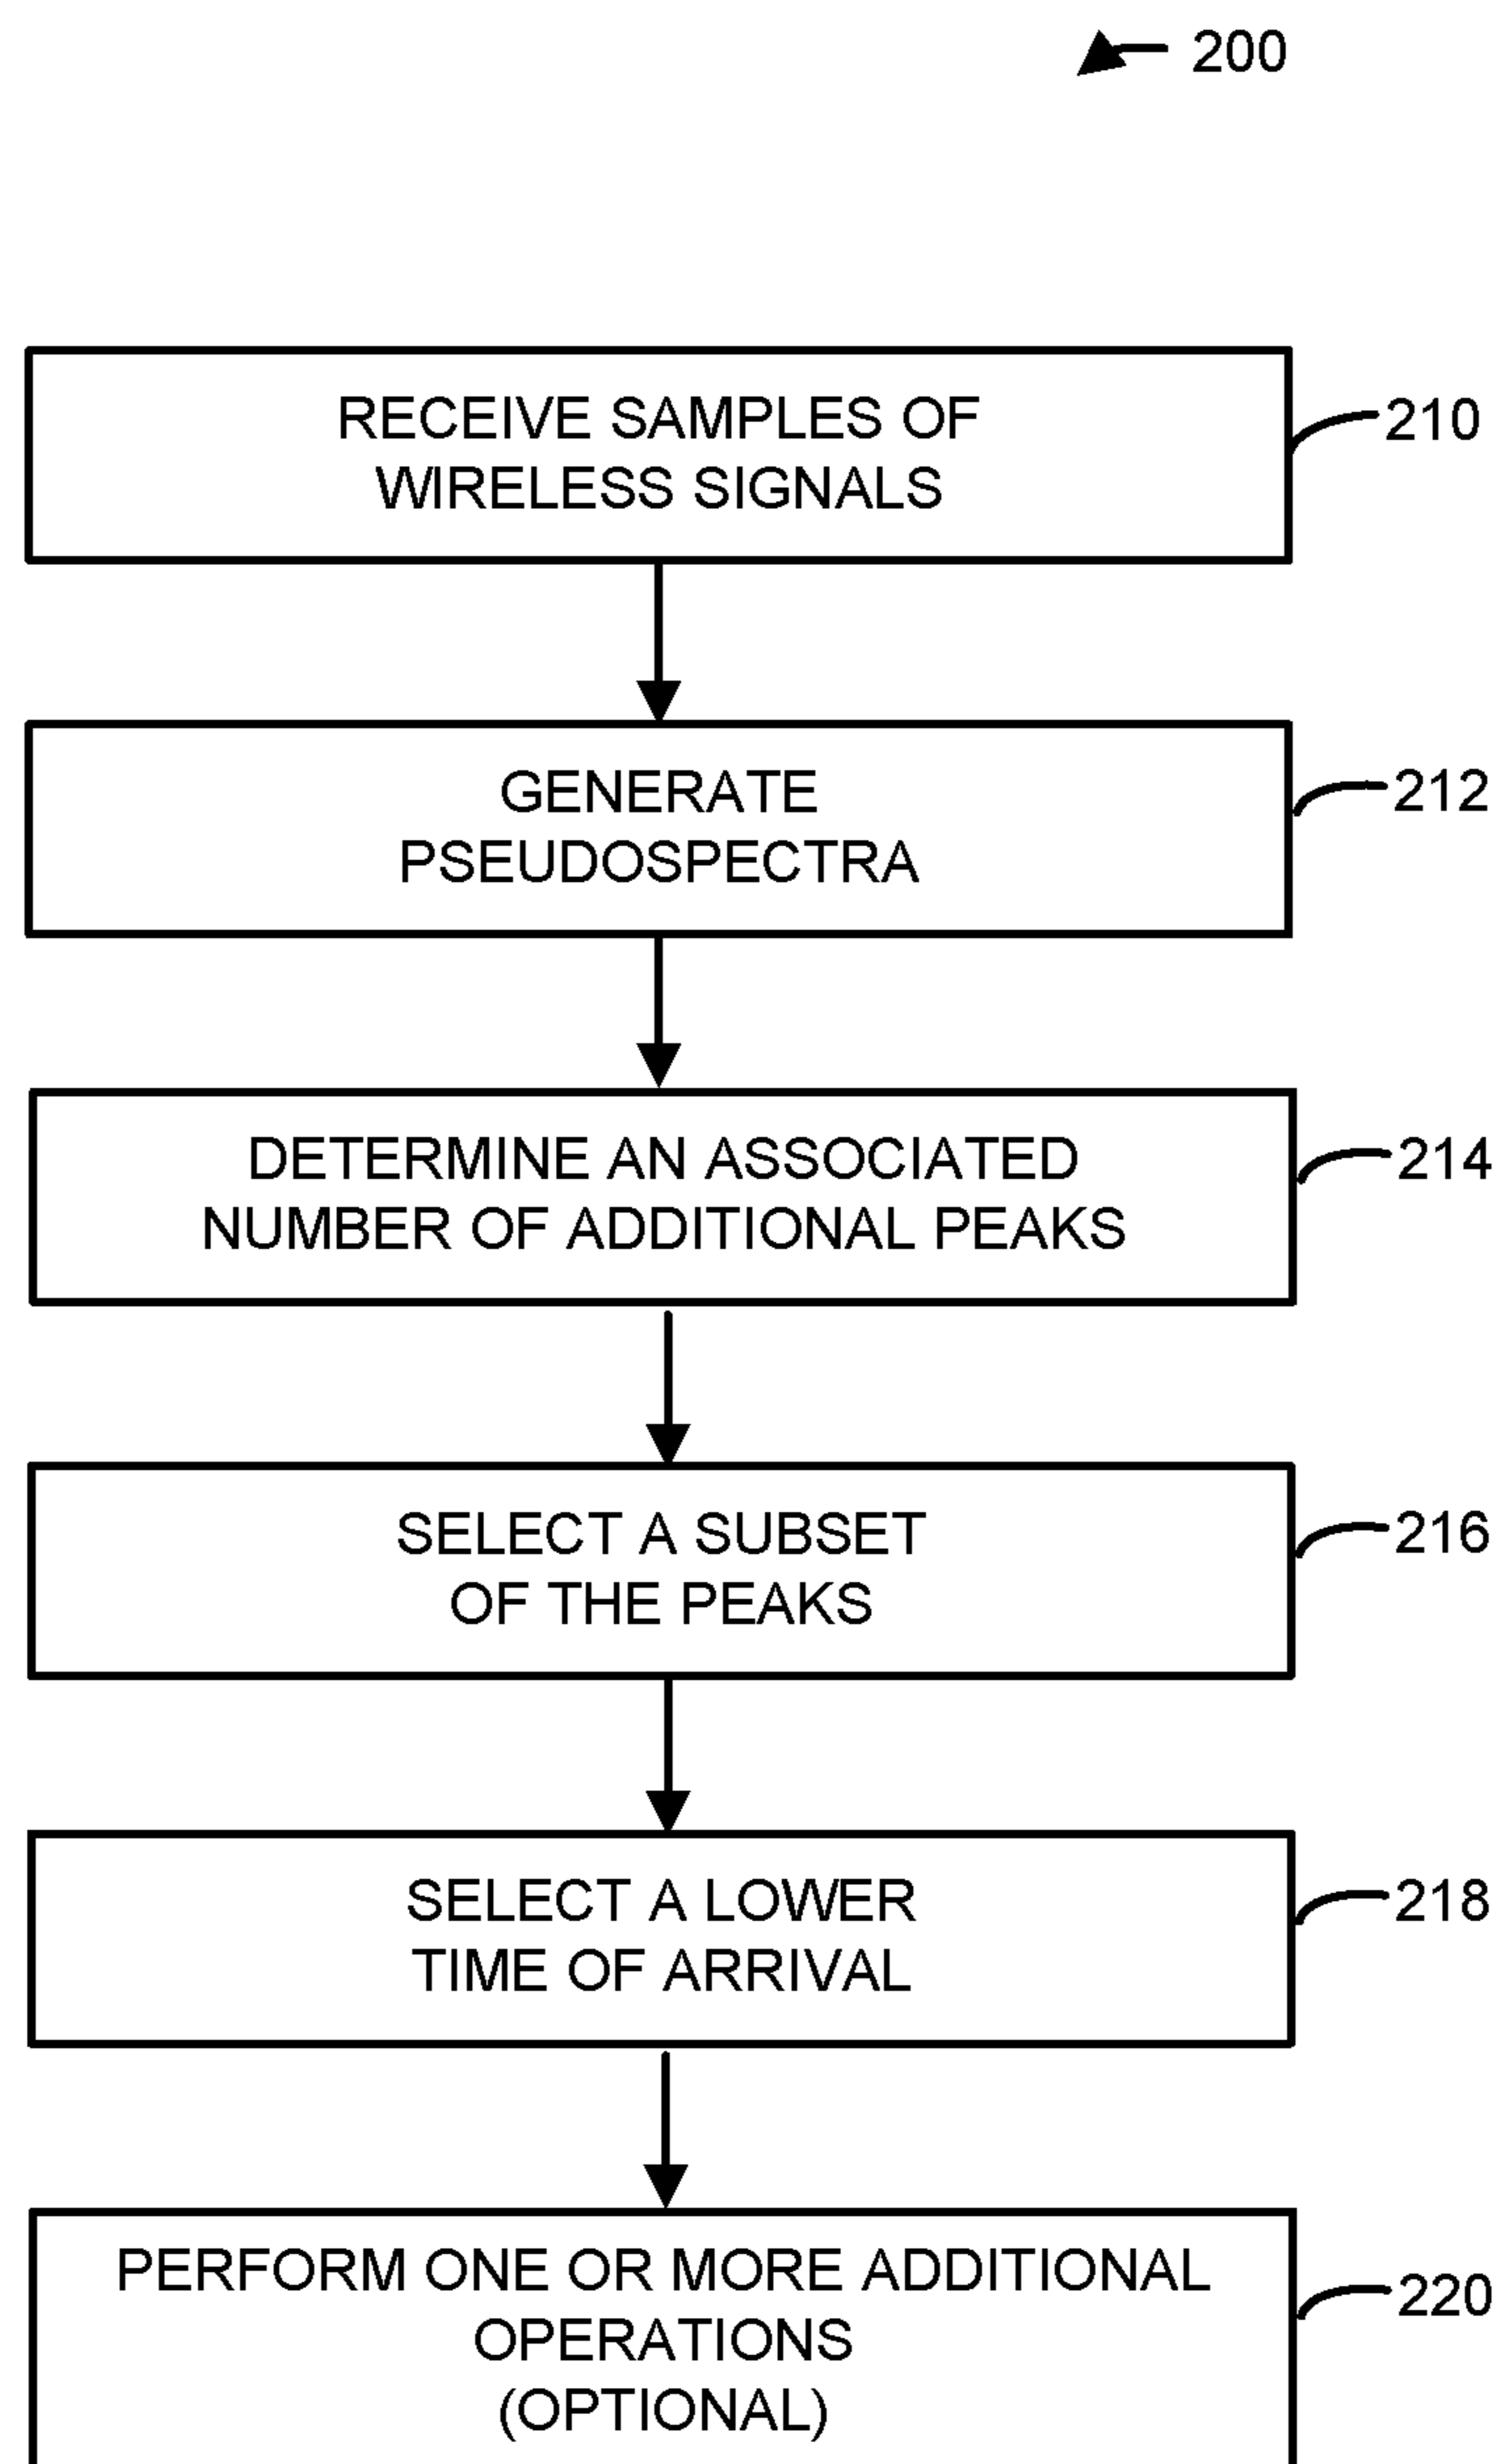 200
RECEIVE SAMPLES OF
WIRELESS SIGNALS
210
GENERATE
PSEUDOSPECTRA
212
DETERMINE AN ASSOCIATED
NUMBER OF ADDITIONAL PEAKS
214
SELECT A SUBSET
OF THE PEAKS
216
SELECT A LOWER
TIME OF ARRIVAL
218
PERFORM ONE OR MORE ADDITIONAL
OPERATIONS
(OPTIONAL)
220